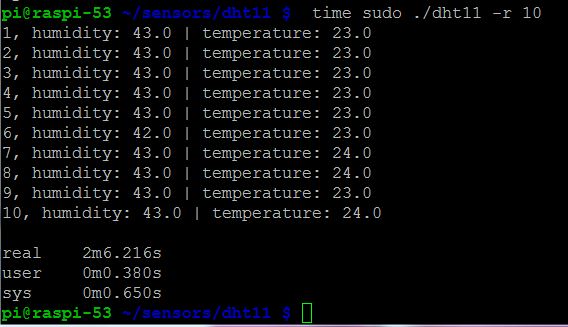 pi@raspi-53 ~/sensors/dht11 $  time sudo ./dht11 -r 10
1, humidity: 43.0 | temperature: 23.0
2, humidity: 43.0 | temperature: 23.0
3, humidity: 43.0 | temperature: 23.0
4, humidity: 43.0 | temperature: 23.0
5, humidity: 43.0 | temperature: 23.0
6, humidity: 42.0 | temperature: 23.0
7, humidity: 43.0 | temperature: 24.0
8, humidity: 43.0 | temperature: 24.0
9, humidity: 43.0 | temperature: 23.0
10, humidity: 43.0 | temperature: 24.0
real    2m6.216s
user    0m0.380s
sys     0m0.650s
pi@raspi-53 ~/sensors/dht11 $